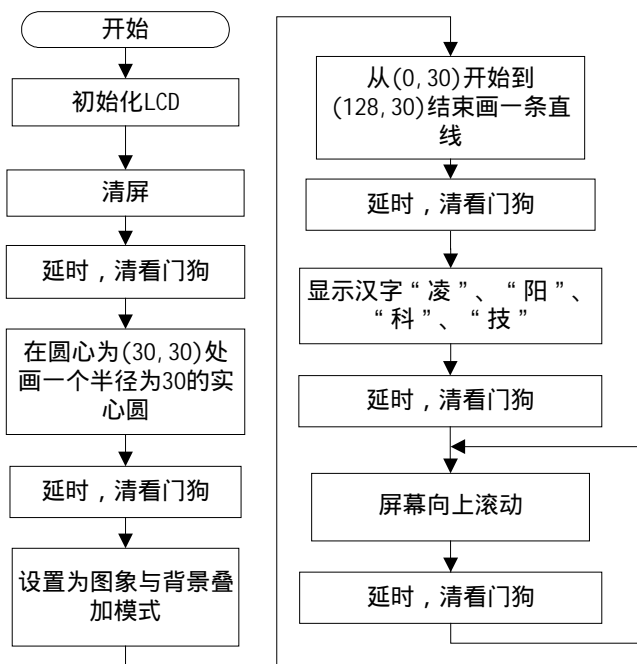 开始
初始化LCD
清屏
延时，清看门狗
在圆心为(30,30)处
画一个半径为30的实
心圆
延时，清看门狗
设置为图象与背景叠
加模式
从(0,30)开始到
(128,30)结束画一条直
线
延时，清看门狗
显示汉字“凌”、“阳”、
“科”、“技”
延时，清看门狗
屏幕向上滚动
延时，清看门狗